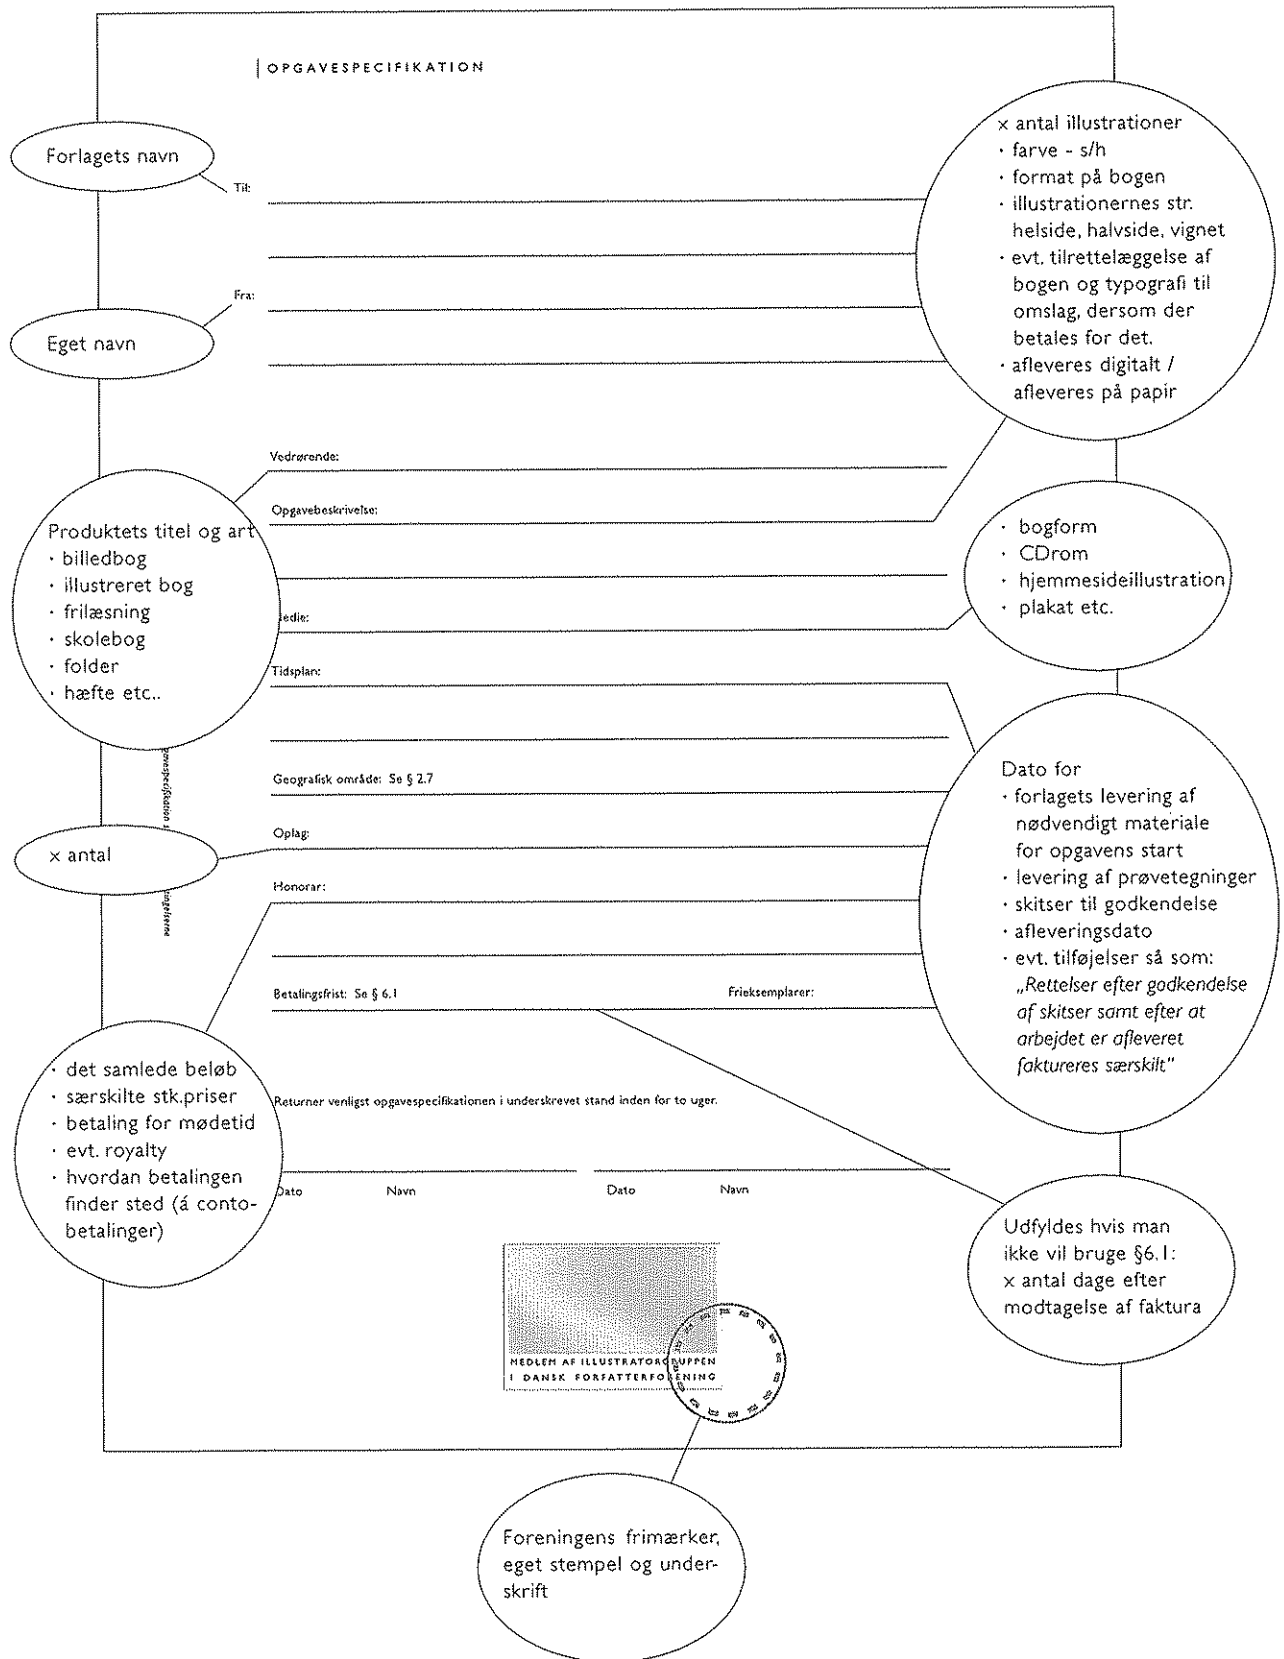 OPGAVESPECIFIKATION
Forlagets navn
Til:
× antal illustrationer
· farve - s/h
· format på bogen
· illustrationernes str.
helside, halvside, vignet
· evt. tilrettelæggelse af
bogen og typografi til
omslag, dersom der
betales for det.
· afleveres digitalt /
afleveres på papir
Fra:
Eget navn
Vedrørende:
Opgavebeskrivelse:
Produktets titel og art
· billedbog
· illustreret bog
· frilæsning
· skolebog
· folder
· hæfte etc..
· bogform
· CDrom
· hjemmesideillustration
· plakat etc.
edie:
Tidsplan:
Geografisk område: Se § 2.7
Dato for
· forlagets levering af
nødvendigt materiale
for opgavens start
· levering af prøvetegninger
· skitser til godkendelse
· afleveringsdato
· evt. tilføjelser så som:
„Rettelser efter godkendelse
af skitser samt efter at
arbejdet er afleveret
faktureres særskilt"
gavespecifikation s
ingelserne
Oplag:
× antal
Honorar:
Betalingsfrist: Se § 6.1 Frieksemplarer:
· det samlede beløb
· særskilte stk.priser
· betaling for mødetid
· evt. royalty
· hvordan betalingen
finder sted (á conto-
betalinger)
Returner venligst opgavespecifikationen i underskrevet stand inden for to uger.
Dato Navn Dato Navn
Udfyldes hvis man
ikke vil bruge §6.1:
× antal dage efter
modtagelse af faktura
MEDLEM AF ILLUSTRATORGRUPPEN
I DANSK FORFATTERFORENING
Foreningens frimærker,
eget stempel og under-
skrift